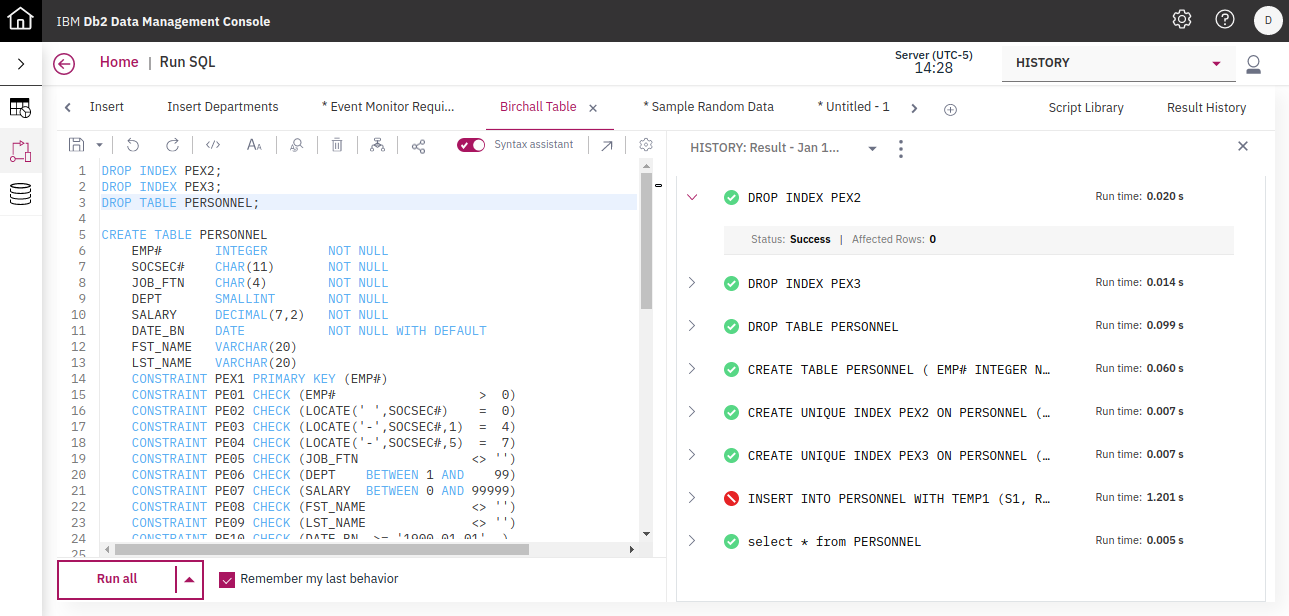 IBM Db2 Data Management Console
D
Home | Run SQL
Server (UTC-5)
14:28
HISTORY
Insert
Insert Departments
* Event Monitor Requi...
Birchall Table
* Sample Random Data
* Untitled - 1
Script Library
Result History
Syntax assistant
1 DROP INDEX PEX2;
2 DROP INDEX PEX3;
3 DROP TABLE PERSONNEL;
4
5 CREATE TABLE PERSONNEL
6 EMP# INTEGER NOT NULL
7 SOCSEC# CHAR(11) NOT NULL
8 JOB_FTN CHAR(4) NOT NULL
9 DEPT SMALLINT NOT NULL
10 SALARY DECIMAL(7,2) NOT NULL
11 DATE_BN DATE NOT NULL WITH DEFAULT
12 FST_NAME VARCHAR(20)
13 LST_NAME VARCHAR(20)
14 CONSTRAINT PEX1 PRIMARY KEY (EMP#)
15 CONSTRAINT PE01 CHECK (EMP# > 0)
16 CONSTRAINT PE02 CHECK (LOCATE(' ',SOCSEC#) = 0)
17 CONSTRAINT PE03 CHECK (LOCATE('-',SOCSEC#,1) = 4)
18 CONSTRAINT PE04 CHECK (LOCATE('-',SOCSEC#,5) = 7)
19 CONSTRAINT PE05 CHECK (JOB_FTN <> '')
20 CONSTRAINT PE06 CHECK (DEPT BETWEEN 1 AND 99)
21 CONSTRAINT PE07 CHECK (SALARY BETWEEN 0 AND 99999)
22 CONSTRAINT PE08 CHECK (FST_NAME <> '')
23 CONSTRAINT PE09 CHECK (LST_NAME <> '')
24 CONSTRAINT PE10 CHECK (DATE_BN >= '1900-01-01' )
25
Run all
Remember my last behavior
HISTORY: Result - Jan 1...
DROP INDEX PEX2 Run time: 0.020 s
Status: Success | Affected Rows: 0
DROP INDEX PEX3 Run time: 0.014 s
DROP TABLE PERSONNEL Run time: 0.099 s
CREATE TABLE PERSONNEL ( EMP# INTEGER N... Run time: 0.060 s
CREATE UNIQUE INDEX PEX2 ON PERSONNEL (... Run time: 0.007 s
CREATE UNIQUE INDEX PEX3 ON PERSONNEL (... Run time: 0.007 s
INSERT INTO PERSONNEL WITH TEMP1 (S1, R... Run time: 1.201 s
select * from PERSONNEL Run time: 0.005 s